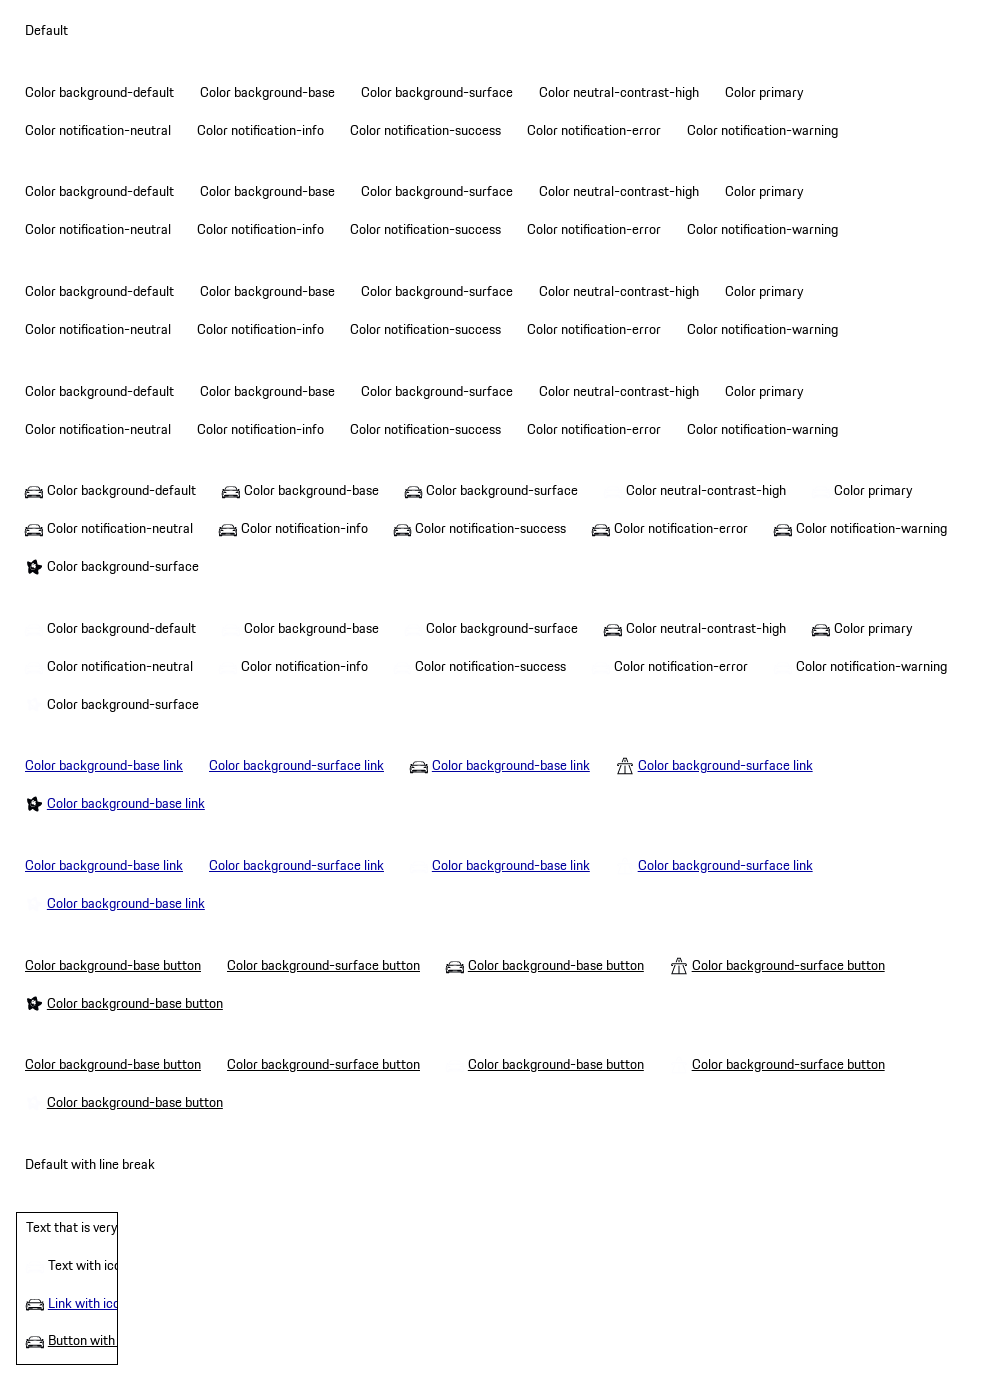 Default
Color background-default Color background-base Color background-surface Color neutral-contrast-high Color primary
Color notification-neutral Color notification-info Color notification-success Color notification-error Color notification-warning
Color background-default Color background-base Color background-surface Color neutral-contrast-high Color primary
Color notification-neutral Color notification-info Color notification-success Color notification-error Color notification-warning
Color background-default Color background-base Color background-surface Color neutral-contrast-high Color primary
Color notification-neutral Color notification-info Color notification-success Color notification-error Color notification-warning
Color background-default Color background-base Color background-surface Color neutral-contrast-high Color primary
Color notification-neutral Color notification-info Color notification-success Color notification-error Color notification-warning
Color background-default Color background-base Color background-surface Color neutral-contrast-high Color primary
Color notification-neutral Color notification-info Color notification-success Color notification-error Color notification-warning
Color background-surface
Color background-default Color background-base Color background-surface Color neutral-contrast-high Color primary
Color notification-neutral Color notification-info Color notification-success Color notification-error Color notification-warning
Color background-surface
Color background-base link Color background-surface link Color background-base link Color background-surface link
Color background-base link
Color background-base link Color background-surface link Color background-base link Color background-surface link
Color background-base link
Color background-base button Color background-surface button Color background-base button Color background-surface button
Color background-base button
Color background-base button Color background-surface button Color background-base button Color background-surface button
Color background-base button
Default with line break
Text that is very
Text with ico
Link with ico
Button with